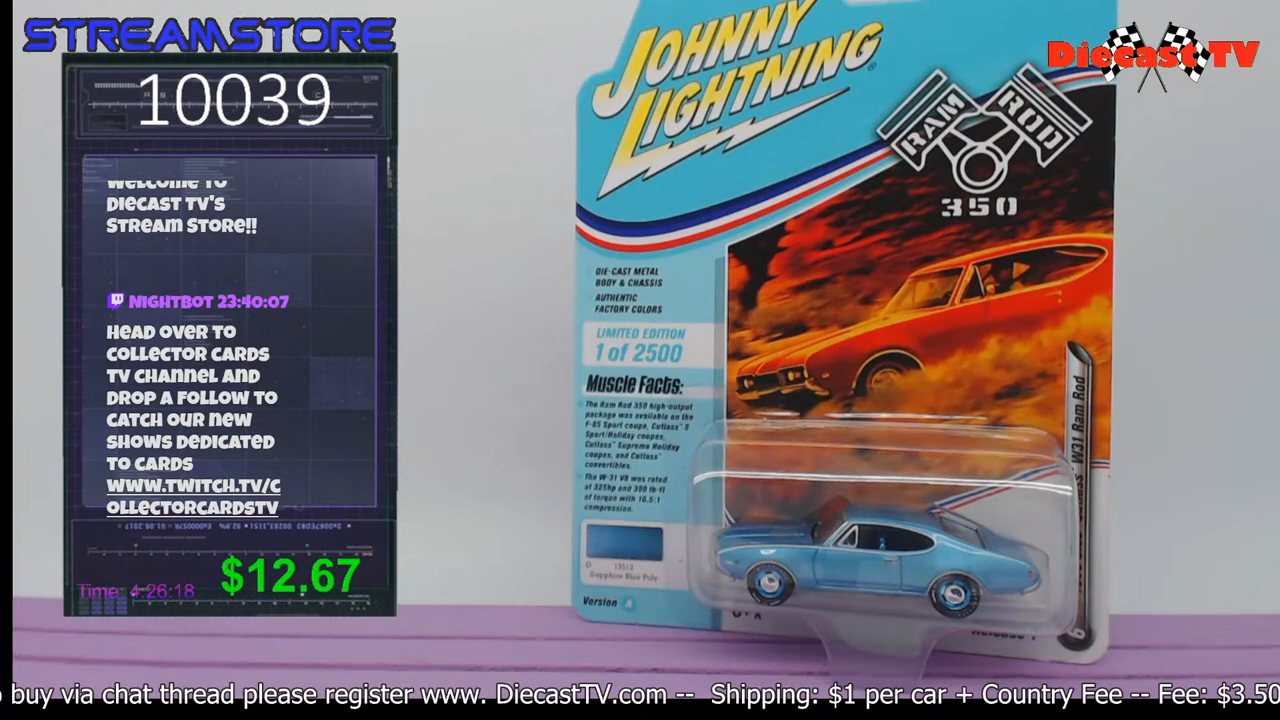 STREAMSTORE
10039
WELCOME TO
DIECAST TV'S
STREAM STORE!!
NIGHTBOT 23:40:07
HEAD OVER TO
COLLECTOR CARDS
TV CHANNEL AND
DROP A FOLLOW TO
CATCH OUR NEW
SHOWS DEDICATED
TO CARDS
WWW.TWITCH.TV/C
OLLECTORCARDSTV
Time: 4:26:18
$12.67
JOHNNY
LIGHTNING
RAM ROD
350
Diecast TV
DIE-CAST METAL
BODY & CHASSIS
AUTHENTIC
FACTORY COLORS
LIMITED EDITION
1 of 2500
Muscle Facts:
The Ram Rod 350 high-output
package was available on the
F-85 Sport coupe, Cutlass™ S
Sport/Holiday coupes,
Cutlass™ Supreme Holiday
coupes, and Cutlass™
convertibles.
The W-31 V8 was rated
at 325hp and 360 lb-ft
of torque with 10.5:1
compression.
13513
Sapphire Blue Poly
Version A
W31 Ram Rod
buy via chat thread please register www. DiecastTV.com -- Shipping: $1 per car + Country Fee -- Fee: $3.50